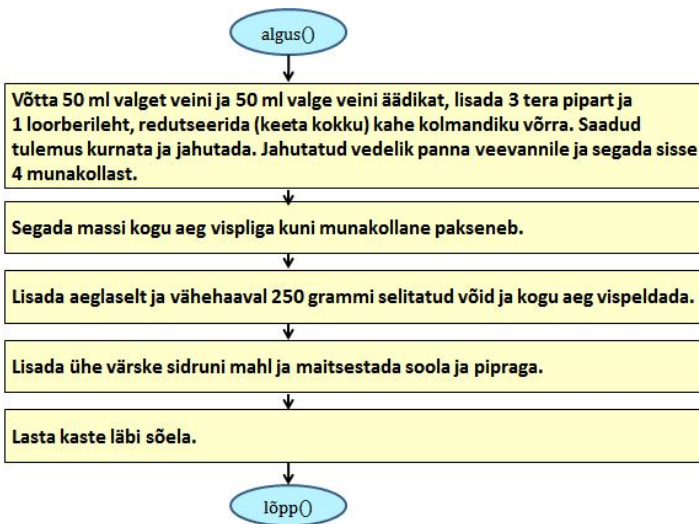 algus()
Võtta 50 ml valget veini ja 50 ml valge veini äädikat, lisada 3 tera pipart ja
1 loorberileht, redutseerida (keeta kokku) kahe kolmandiku võrra. Saadud
tulemus kurnata ja jahutada. Jahutatud vedelik panna veevannile ja segada sisse
4 munakollast.
Segada massi kogu aeg vispliga kuni munakollane pakseneb.
Lisada aeglaselt ja vähehaaval 250 grammi selitatud võid ja kogu aeg vispeldada.
Lisada ühe värske sidruni mahl ja maitsestada soola ja pipraga.
Lasta kaste läbi sõela.
lõpp()